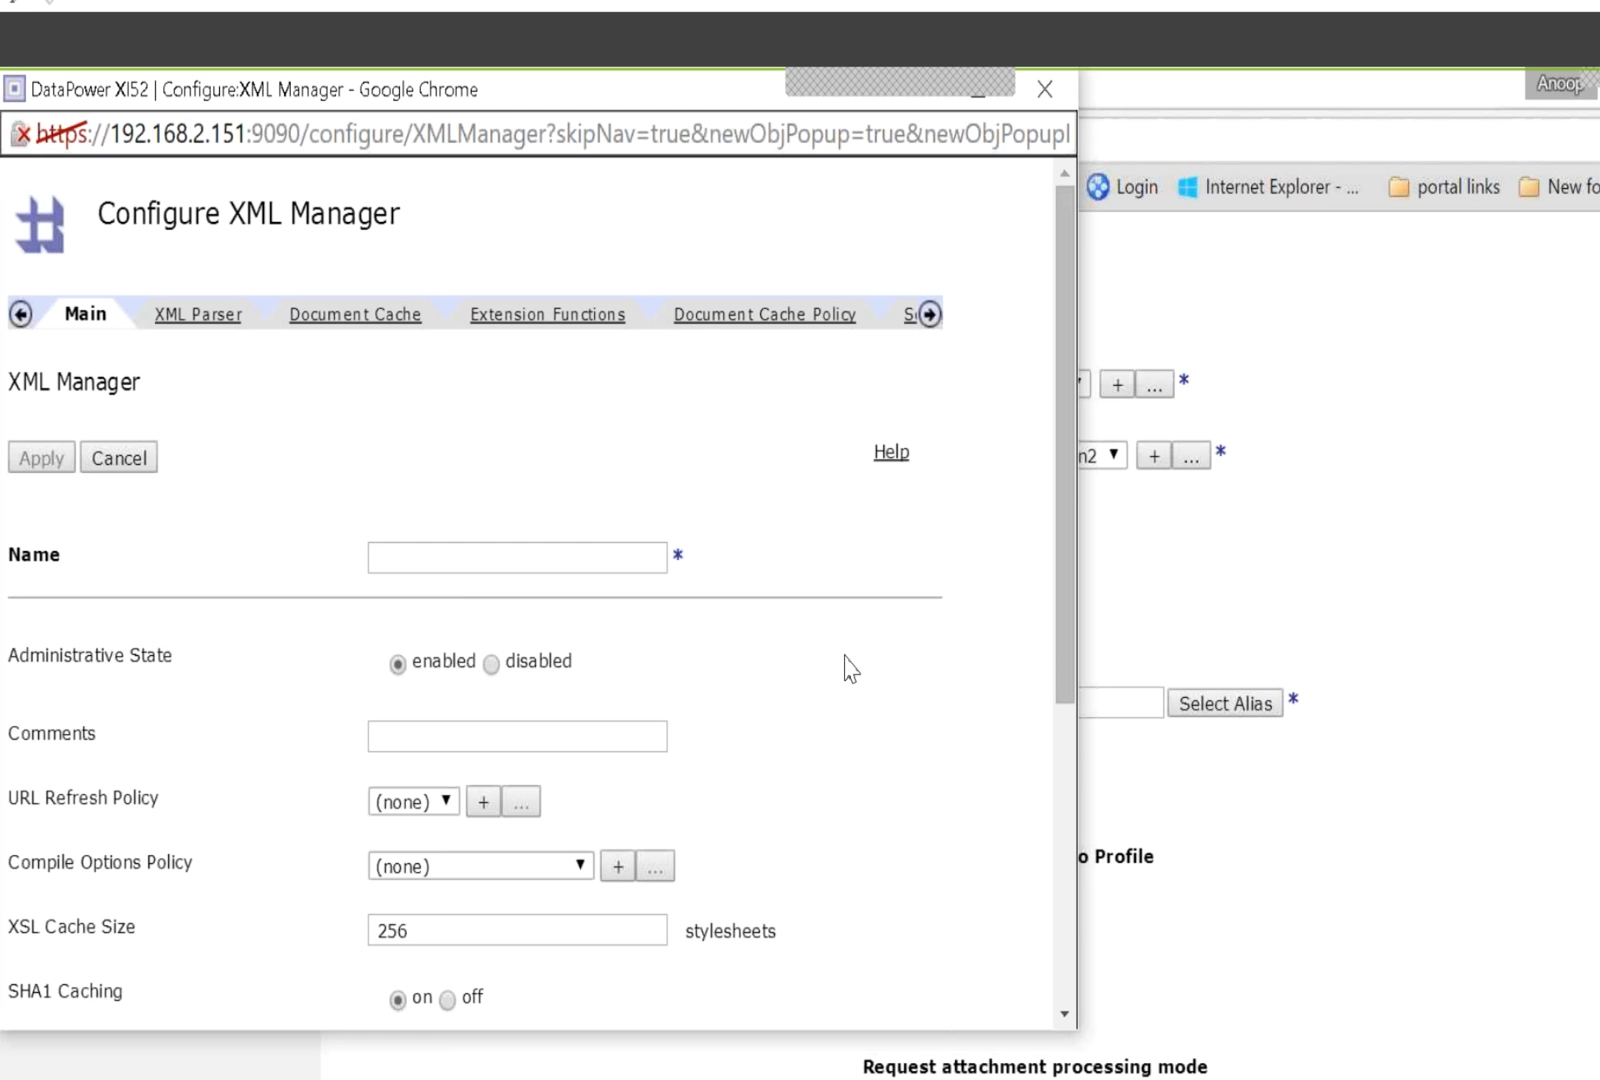 DataPower XI52 | Configure:XML Manager - Google Chrome
https://192.168.2.151:9090/configure/XMLManager?skipNav=true&newObjPopup=true&newObjPopupI
Login
Internet Explorer - ...
portal links
Configure XML Manager
Main
XML Parser
Document Cache
Extension Functions
Document Cache Policy
XML Manager
+
...
*
Apply
Cancel
Help
n2
+
...
*
Name
*
Administrative State
enabled
disabled
Select Alias
*
Comments
URL Refresh Policy
(none)
+
...
Compile Options Policy
(none)
+
...
o Profile
XSL Cache Size
256
stylesheets
SHA1 Caching
on
off
Request attachment processing mode